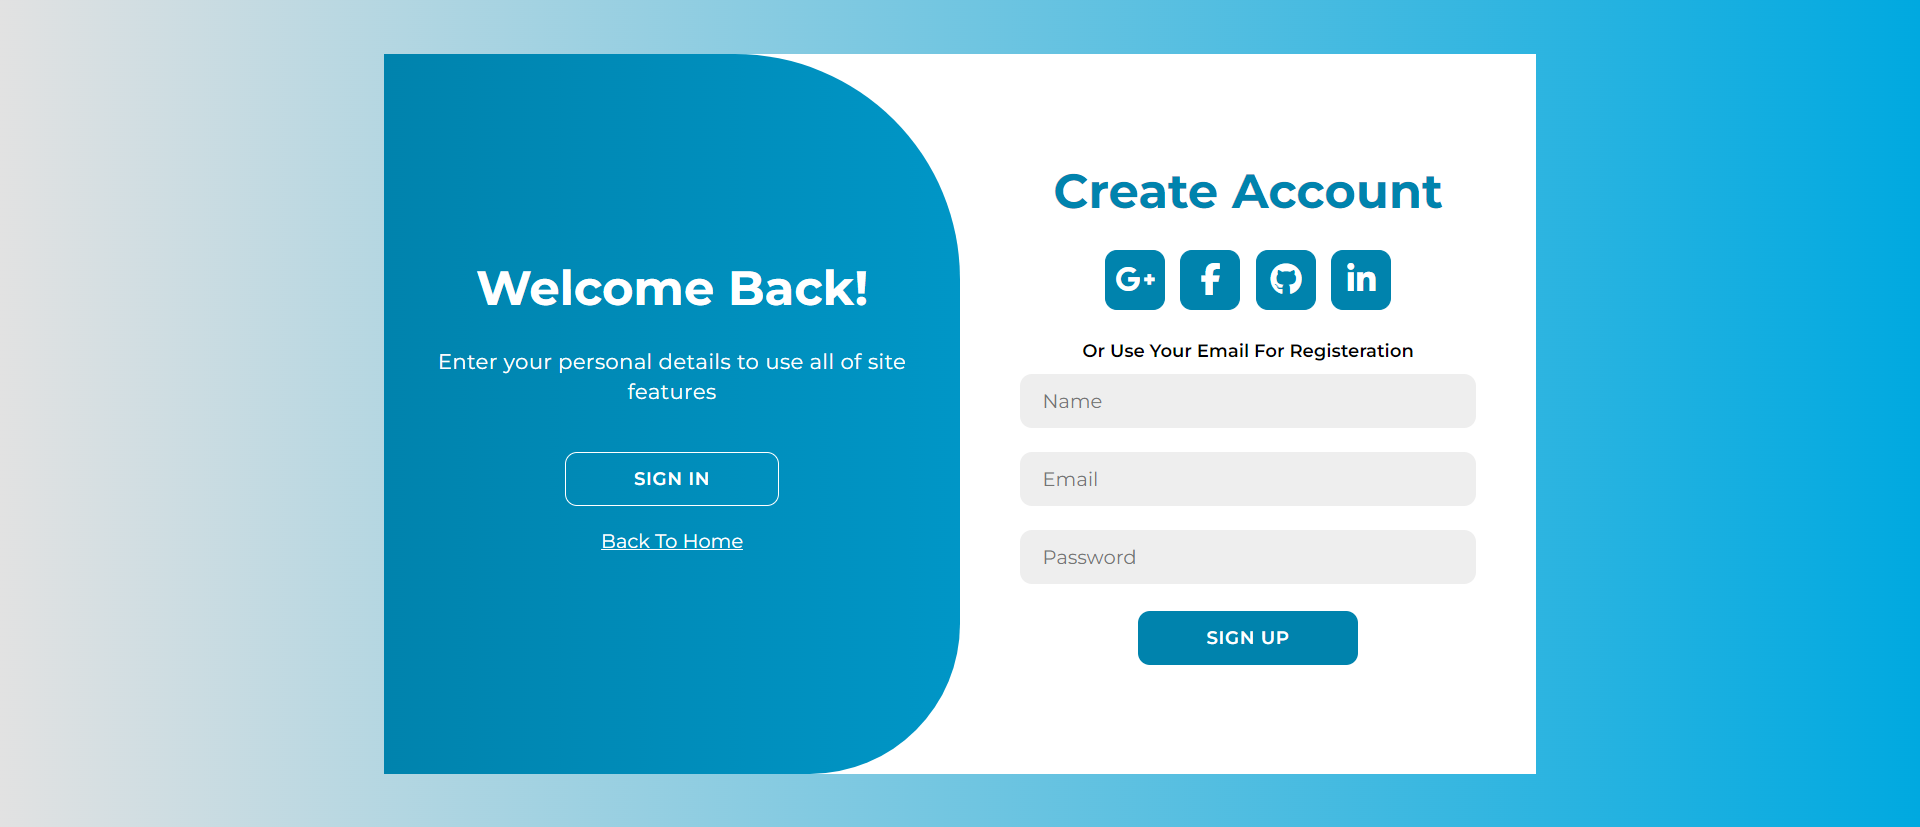 Welcome Back!
Enter your personal details to use all of site
features
SIGN IN
Back To Home
Create Account
G+
f
in
Or Use Your Email For Registeration
Name
Email
Password
SIGN UP